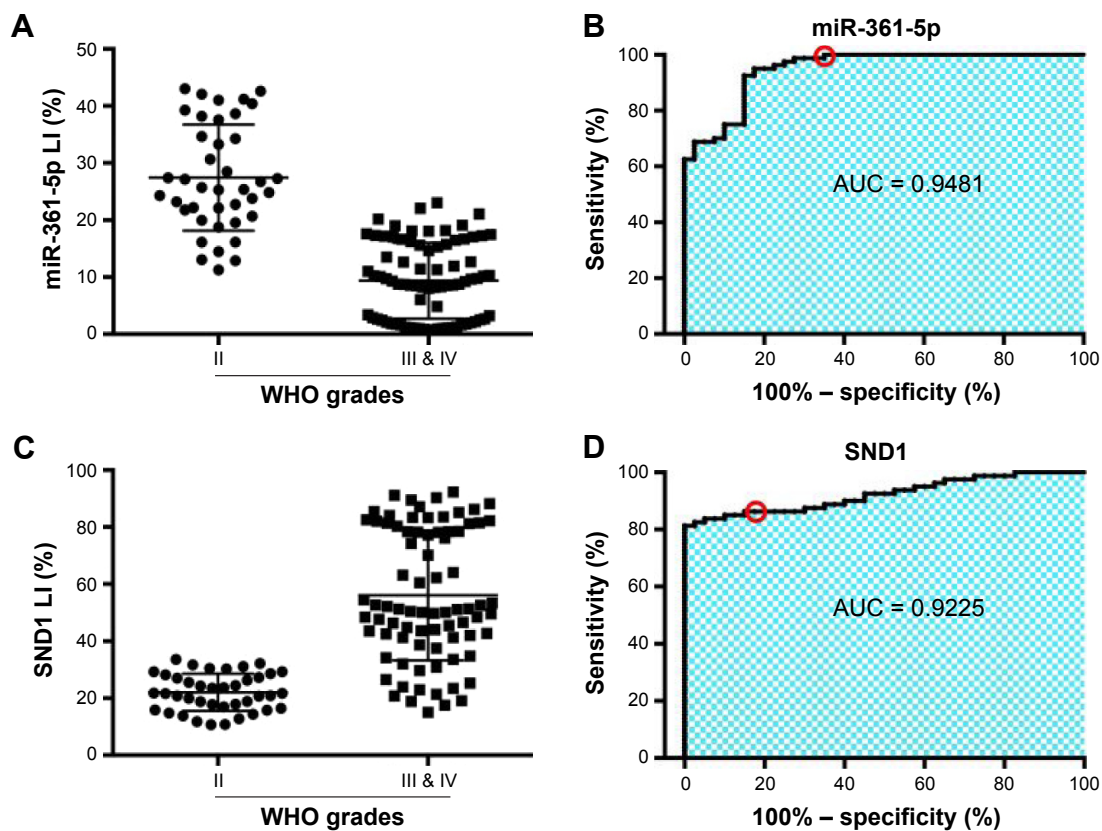 A
miR-361-5p LI (%)
50
40
30
20
10
0
II
III & IV
WHO grades
B
miR-361-5p
Sensitivity (%)
100
80
60
40
20
0
AUC = 0.9481
0
20
40
60
80
100
100% – specificity (%)
C
SND1 LI (%)
100
80
60
40
20
0
II
III & IV
WHO grades
D
SND1
Sensitivity (%)
100
80
60
40
20
0
AUC = 0.9225
0
20
40
60
80
100
100% – specificity (%)